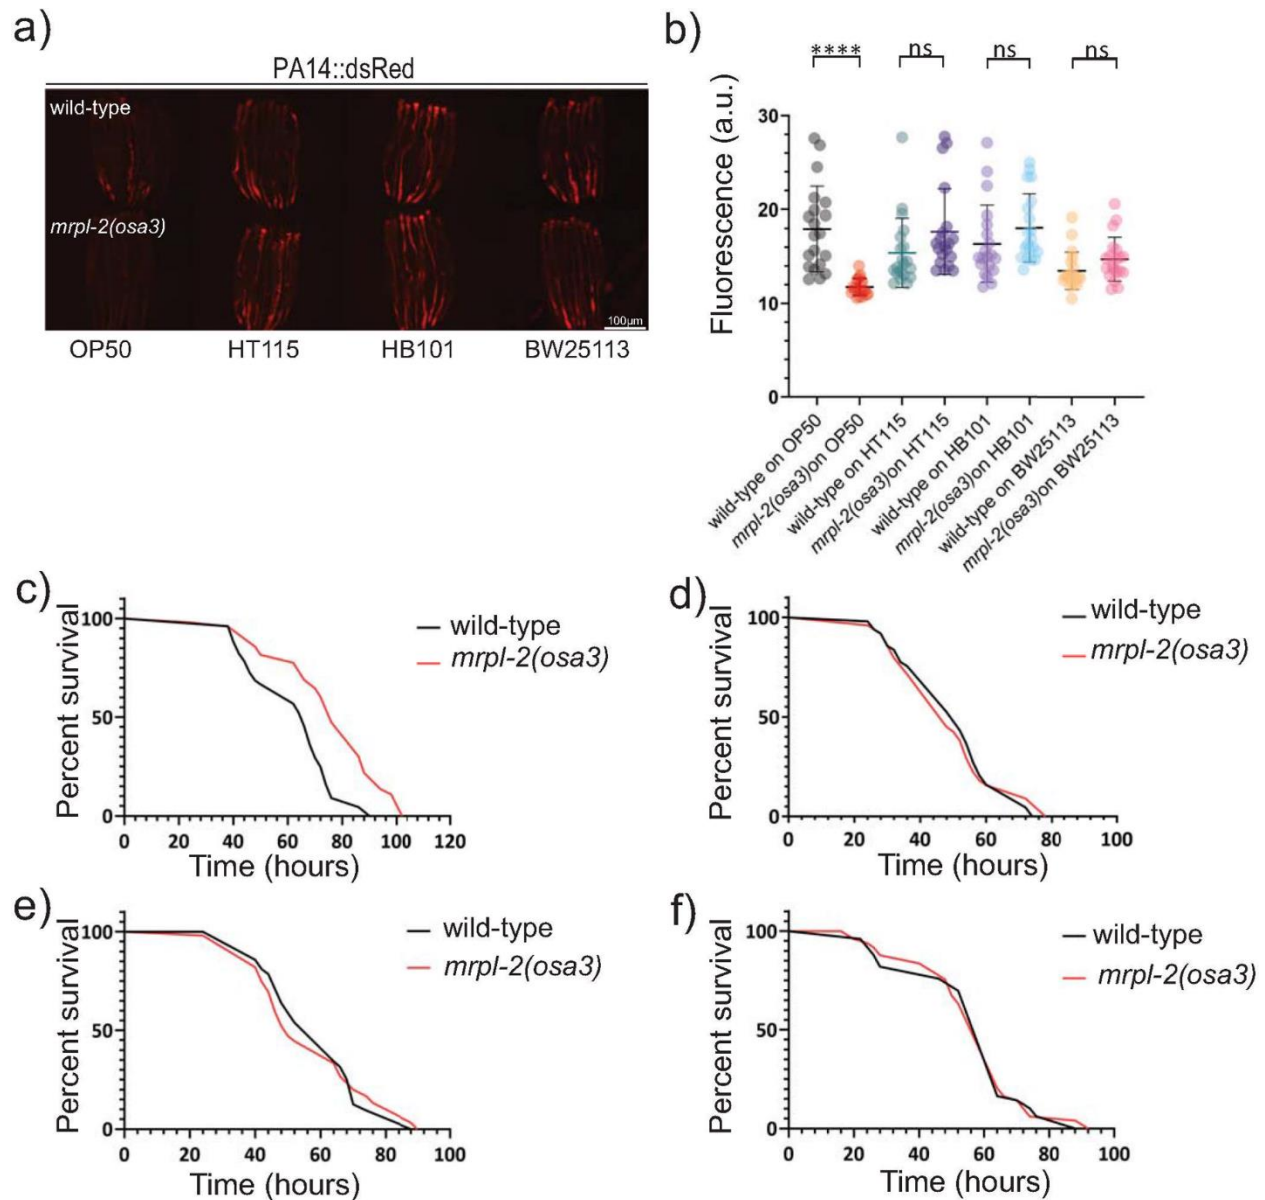 a)
PA14::dsRed
wild-type
mrpl-2(osa3)
100µm
OP50 HT115 HB101 BW25113
b)
**** ns ns ns
Fluorescence (a.u.)
30
20
10
0
wild-type on OP50
mrpl-2(osa3)on OP50
wild-type on HT115
mrpl-2(osa3)on HT115
wild-type on HB101
mrpl-2(osa3)on HB101
wild-type on BW25113
mrpl-2(osa3)on BW25113
c)
Percent survival
100
50
0
0 20 40 60 80 100 120
Time (hours)
wild-type
mrpl-2(osa3)
d)
Percent survival
100
50
0
0 20 40 60 80 100
Time (hours)
wild-type
mrpl-2(osa3)
e)
Percent survival
100
50
0
0 20 40 60 80 100
Time (hours)
wild-type
mrpl-2(osa3)
f)
Percent survival
100
50
0
0 20 40 60 80 100
Time (hours)
wild-type
mrpl-2(osa3)